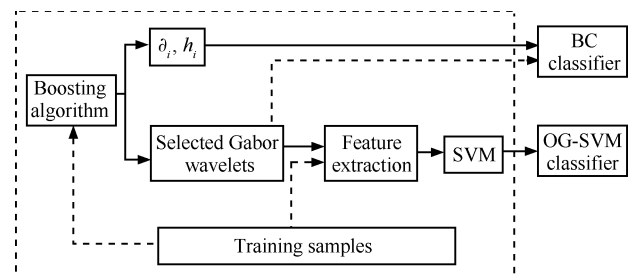 ∂i, hi
BC
classifier
Boosting
algorithm
Selected Gabor
wavelets
Feature
extraction
SVM
OG-SVM
classifier
Training samples